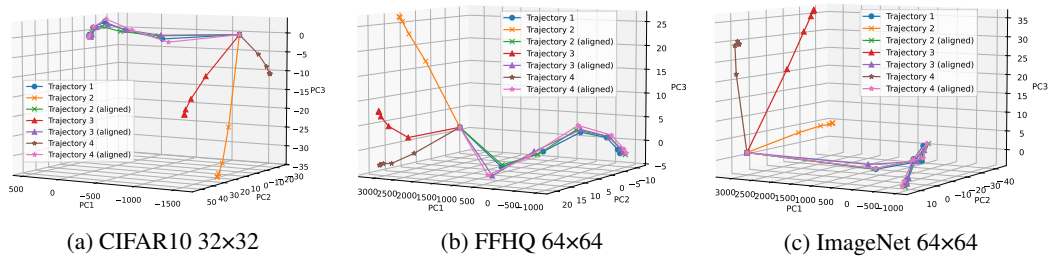 0
−5
−10
−15
−20
−25
−30
−35
PC3
Trajectory 1
Trajectory 2
Trajectory 2 (aligned)
Trajectory 3
Trajectory 3 (aligned)
Trajectory 4
Trajectory 4 (aligned)
500
0
−500
−1000
−1500
PC1
50
40
30
20
10
0
−10
−20
−30
PC2
(a) CIFAR10 32×32
25
20
15
10
5
0
−5
PC3
Trajectory 1
Trajectory 2
Trajectory 2 (aligned)
Trajectory 3
Trajectory 3 (aligned)
Trajectory 4
Trajectory 4 (aligned)
3000
2500
2000
1500
1000
500
0
−500
−1000
PC1
20
15
10
5
0
−5
−10
PC2
(b) FFHQ 64×64
35
30
25
20
15
10
5
0
PC3
Trajectory 1
Trajectory 2
Trajectory 2 (aligned)
Trajectory 3
Trajectory 3 (aligned)
Trajectory 4
Trajectory 4 (aligned)
3000
2500
2000
1500
1000
500
0
−500
−1000
PC1
10
0
−10
−20
−30
−40
PC2
(c) ImageNet 64×64